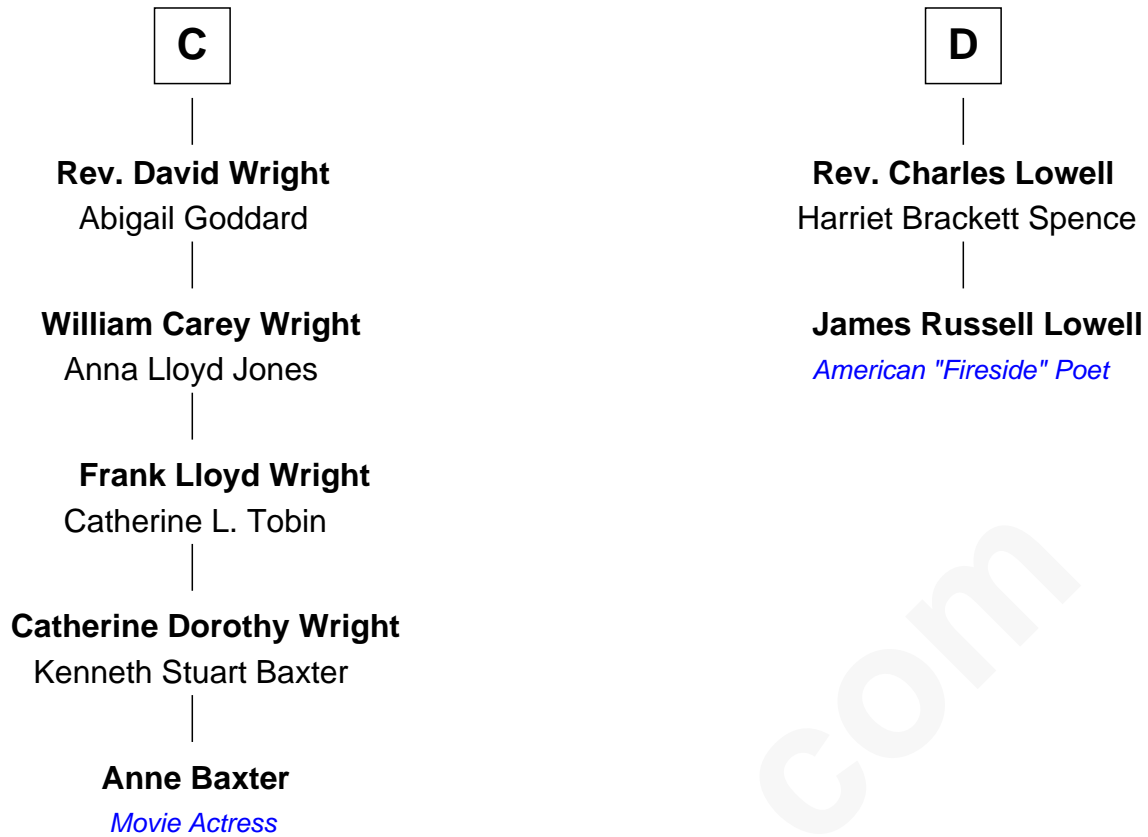 C
Rev. David Wright
Abigail Goddard
William Carey Wright
Anna Lloyd Jones
Frank Lloyd Wright
Catherine L. Tobin
Catherine Dorothy Wright
Kenneth Stuart Baxter
Anne Baxter
Movie Actress
D
Rev. Charles Lowell
Harriet Brackett Spence
James Russell Lowell
American "Fireside" Poet
com